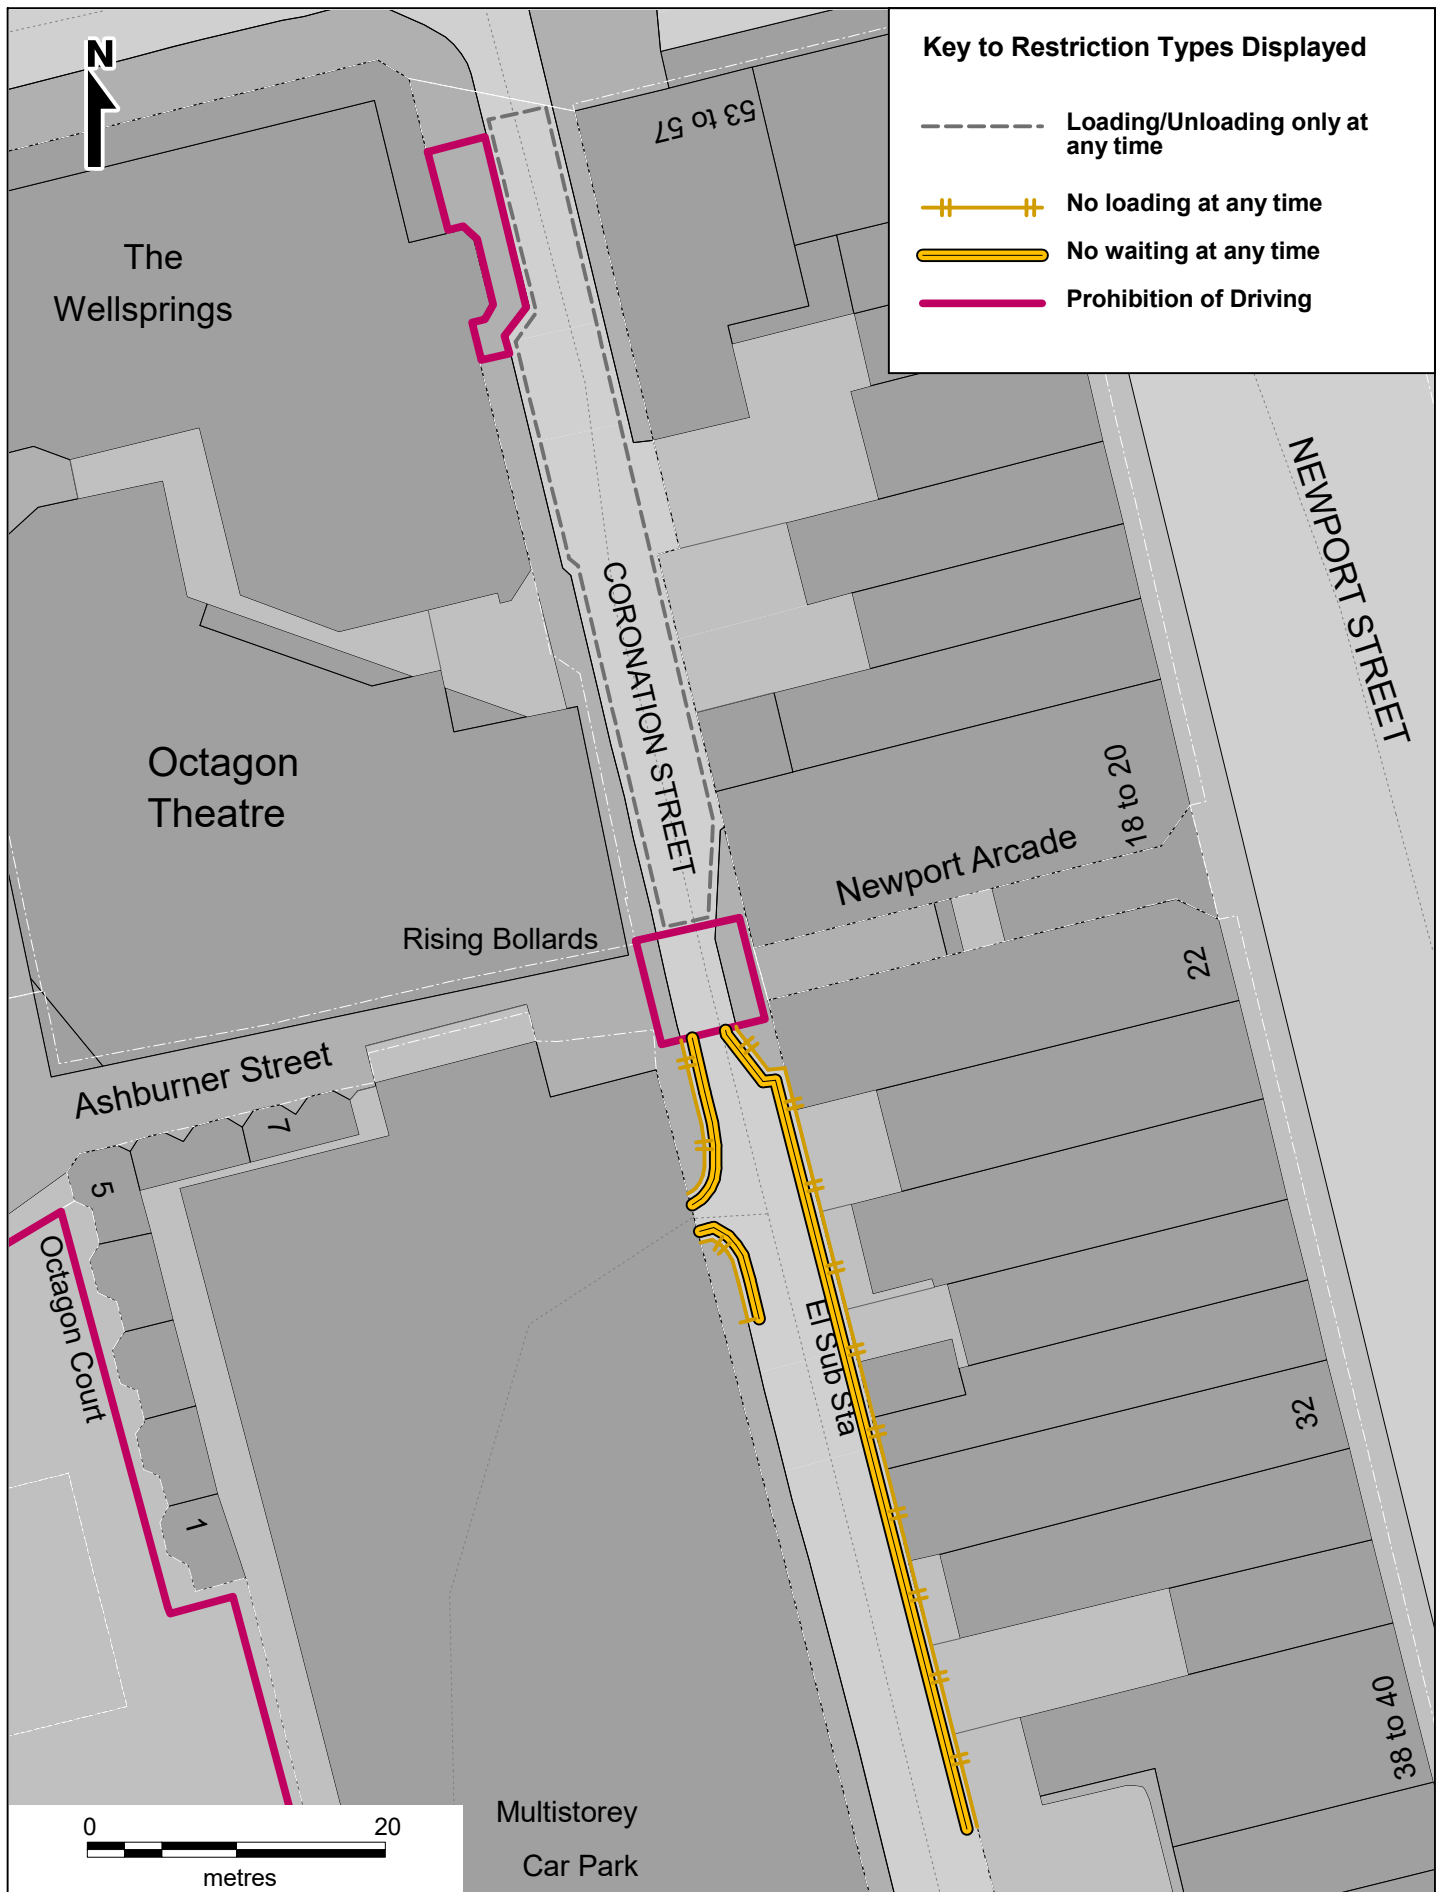 N
Key to Restriction Types Displayed
Loading/Unloading only at
any time
No loading at any time
No waiting at any time
Prohibition of Driving
53 to 57
The
Wellsprings
NEWPORT STREET
CORONATION STREET
Octagon
Theatre
18 to 20
Newport Arcade
Rising Bollards
22
Ashburner Street
7
5
Octagon Court
El Sub Sta
32
1
38 to 40
Multistorey
Car Park
0 20
metres